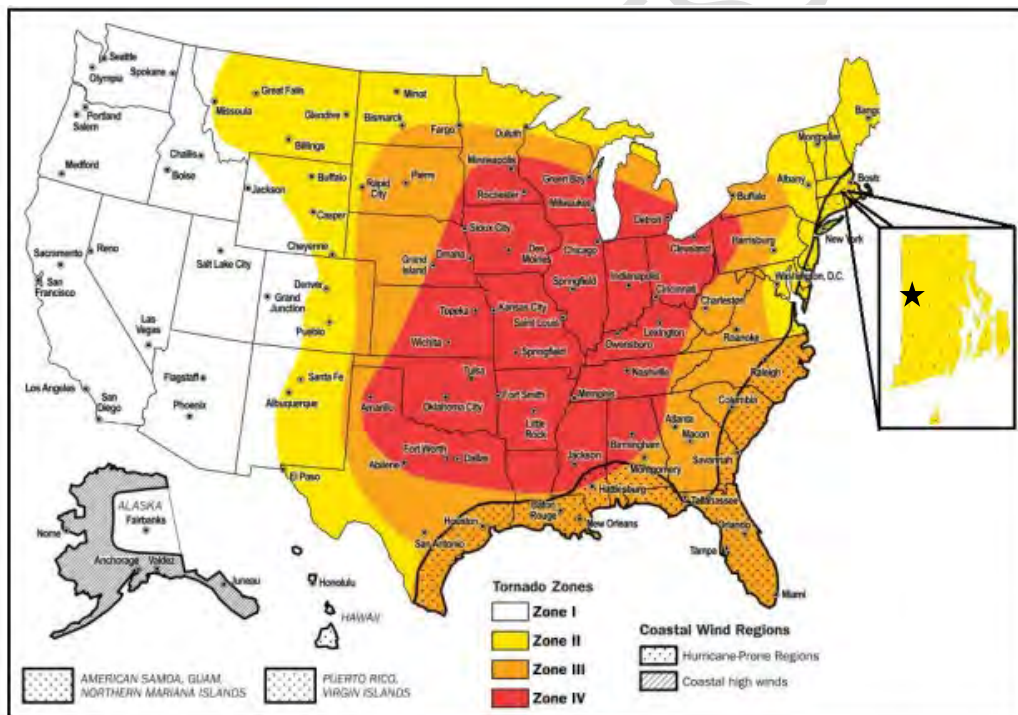 Seattle
Olympia
Spokane
Portland
Salem
Medford
Challis
Boise
Missoula
Great Falls
Glendive
Billings
Jackson
Buffalo
Casper
Cheyenne
Minot
Bismarck
Fargo
Duluth
Rapid City
Pierre
Minneapolis
Rochester
Green Bay
Milwaukee
Detroit
Buffalo
Albany
Montpelier
Bango
Bosto
New York
Harrisburg
Washington, D.C.
Cleveland
Chicago
Sioux City
Omaha
Des
Moines
Grand
Island
Springfield
Indianapolis
Cincinnati
Charleston
Roanoke
Lexington
Owensboro
Sacramento
San
Francisco
Reno
Salt Lake City
Las
Vegas
Grand
Junction
Denver
Pueblo
Topeka
Kansas City
Saint Louis
Wichita
Springfield
Los Angeles
San
Diego
Flagstaff
Phoenix
Santa Fe
Albuquerque
El Paso
Amarillo
Tulsa
Oklahoma City
Fort Smith
Little
Rock
Memphis
Nashville
Raleigh
Columbia
Atlanta
Macon
Savannah
Birmingham
Montgomery
Jackson
Hattiesburg
Tallahassee
Fort Worth
Dallas
Abilene
San Antonio
Houston
Baton
Rouge
New Orleans
Orlando
Tampa
Miami
ALASKA
Fairbanks
Nome
Anchorage
Valdez
Juneau
Honolulu
HAWAII
AMERICAN SAMOA, GUAM,
NORTHERN MARIANA ISLANDS
PUERTO RICO,
VIRGIN ISLANDS
Tornado Zones
Zone I
Zone II
Zone III
Zone IV
Coastal Wind Regions
Hurricane-Prone Regions
Coastal high winds